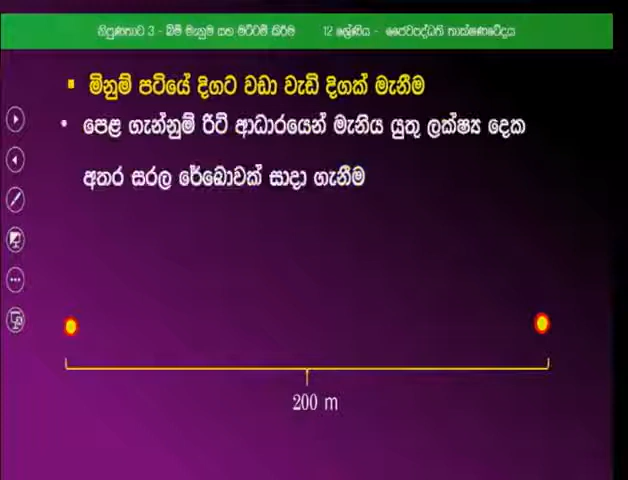 නිපුණතාව 3 - බිම් මැනුම සහ මට්ටම් කිරීම 12 ශ්‍රේණිය - ජෛවපද්ධති තාක්ෂණවේදය
මිනුම් පටියේ දිගට වඩා වැඩි දිගක් මැනීම
පෙළ ගැන්නුම් රිටි ආධාරයෙන් මැනිය යුතු ලක්ෂ්‍ය දෙක
අතර සරල රේඛාවක් සාදා ගැනීම
200 m